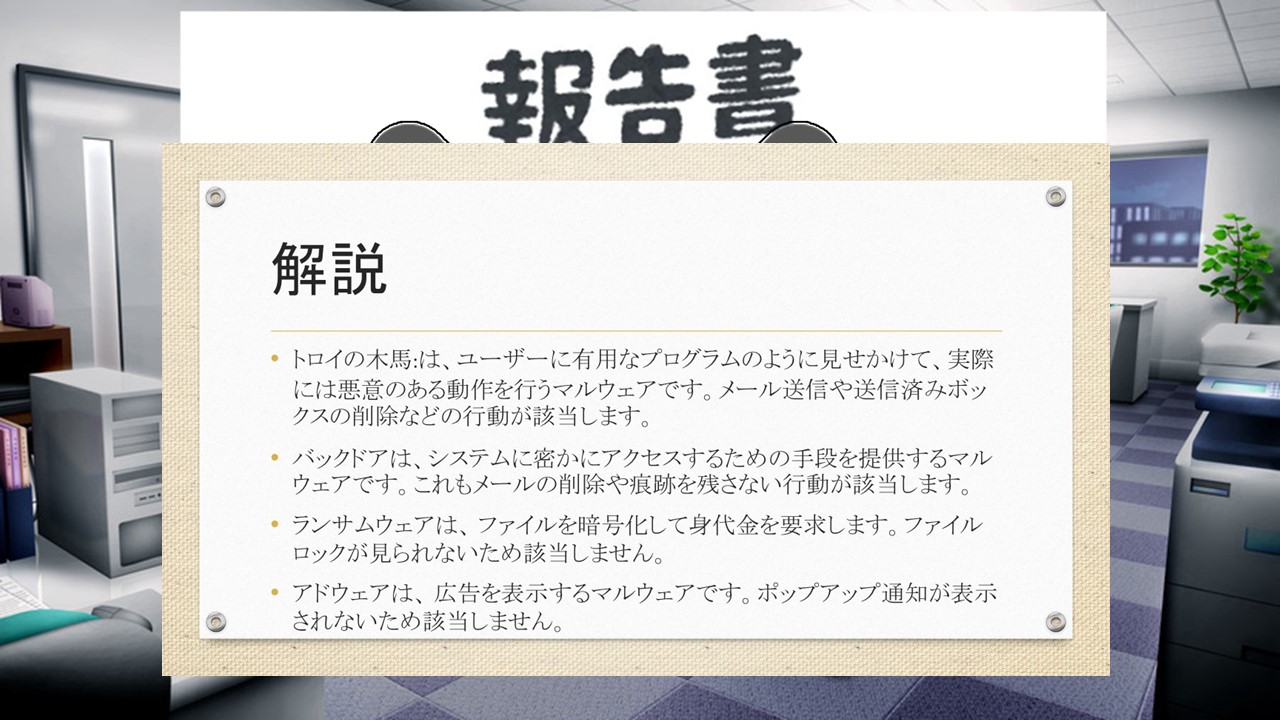 報告書
解説
• トロイの木馬:は、ユーザーに有用なプログラムのように見せかけて、実際
には悪意のある動作を行うマルウェアです。メール送信や送信済みボッ
クスの削除などの行動が該当します。
• バックドアは、システムに密かにアクセスするための手段を提供するマル
ウェアです。これもメールの削除や痕跡を残さない行動が該当します。
• ランサムウェアは、ファイルを暗号化して身代金を要求します。ファイル
ロックが見られないため該当しません。
• アドウェアは、広告を表示するマルウェアです。ポップアップ通知が表示
されないため該当しません。